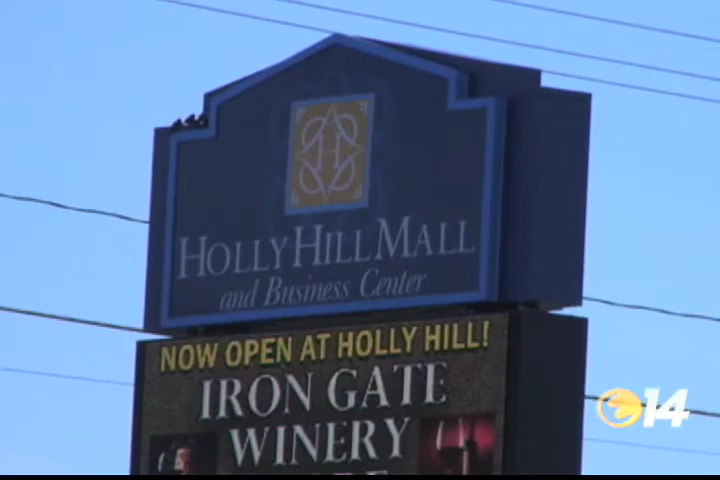 H
HOLLY HILL MALL
and Business Center
NOW OPEN AT HOLLY HILL!
IRON GATE
WINERY
14